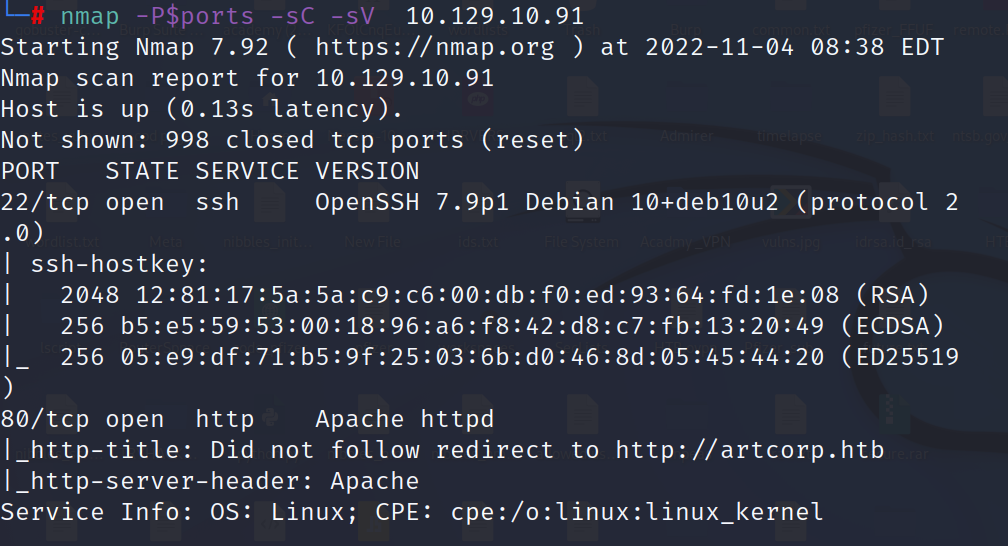 └─# nmap -P$ports -sC -sV  10.129.10.91
Starting Nmap 7.92 ( https://nmap.org ) at 2022-11-04 08:38 EDT
Nmap scan report for 10.129.10.91
Host is up (0.13s latency).
Not shown: 998 closed tcp ports (reset)
PORT   STATE SERVICE VERSION
22/tcp open  ssh     OpenSSH 7.9p1 Debian 10+deb10u2 (protocol 2
.0)
| ssh-hostkey:
|   2048 12:81:17:5a:5a:c9:c6:00:db:f0:ed:93:64:fd:1e:08 (RSA)
|   256 b5:e5:59:53:00:18:96:a6:f8:42:d8:c7:fb:13:20:49 (ECDSA)
|_  256 05:e9:df:71:b5:9f:25:03:6b:d0:46:8d:05:45:44:20 (ED25519
)
80/tcp open  http    Apache httpd
|_http-title: Did not follow redirect to http://artcorp.htb
|_http-server-header: Apache
Service Info: OS: Linux; CPE: cpe:/o:linux:linux_kernel